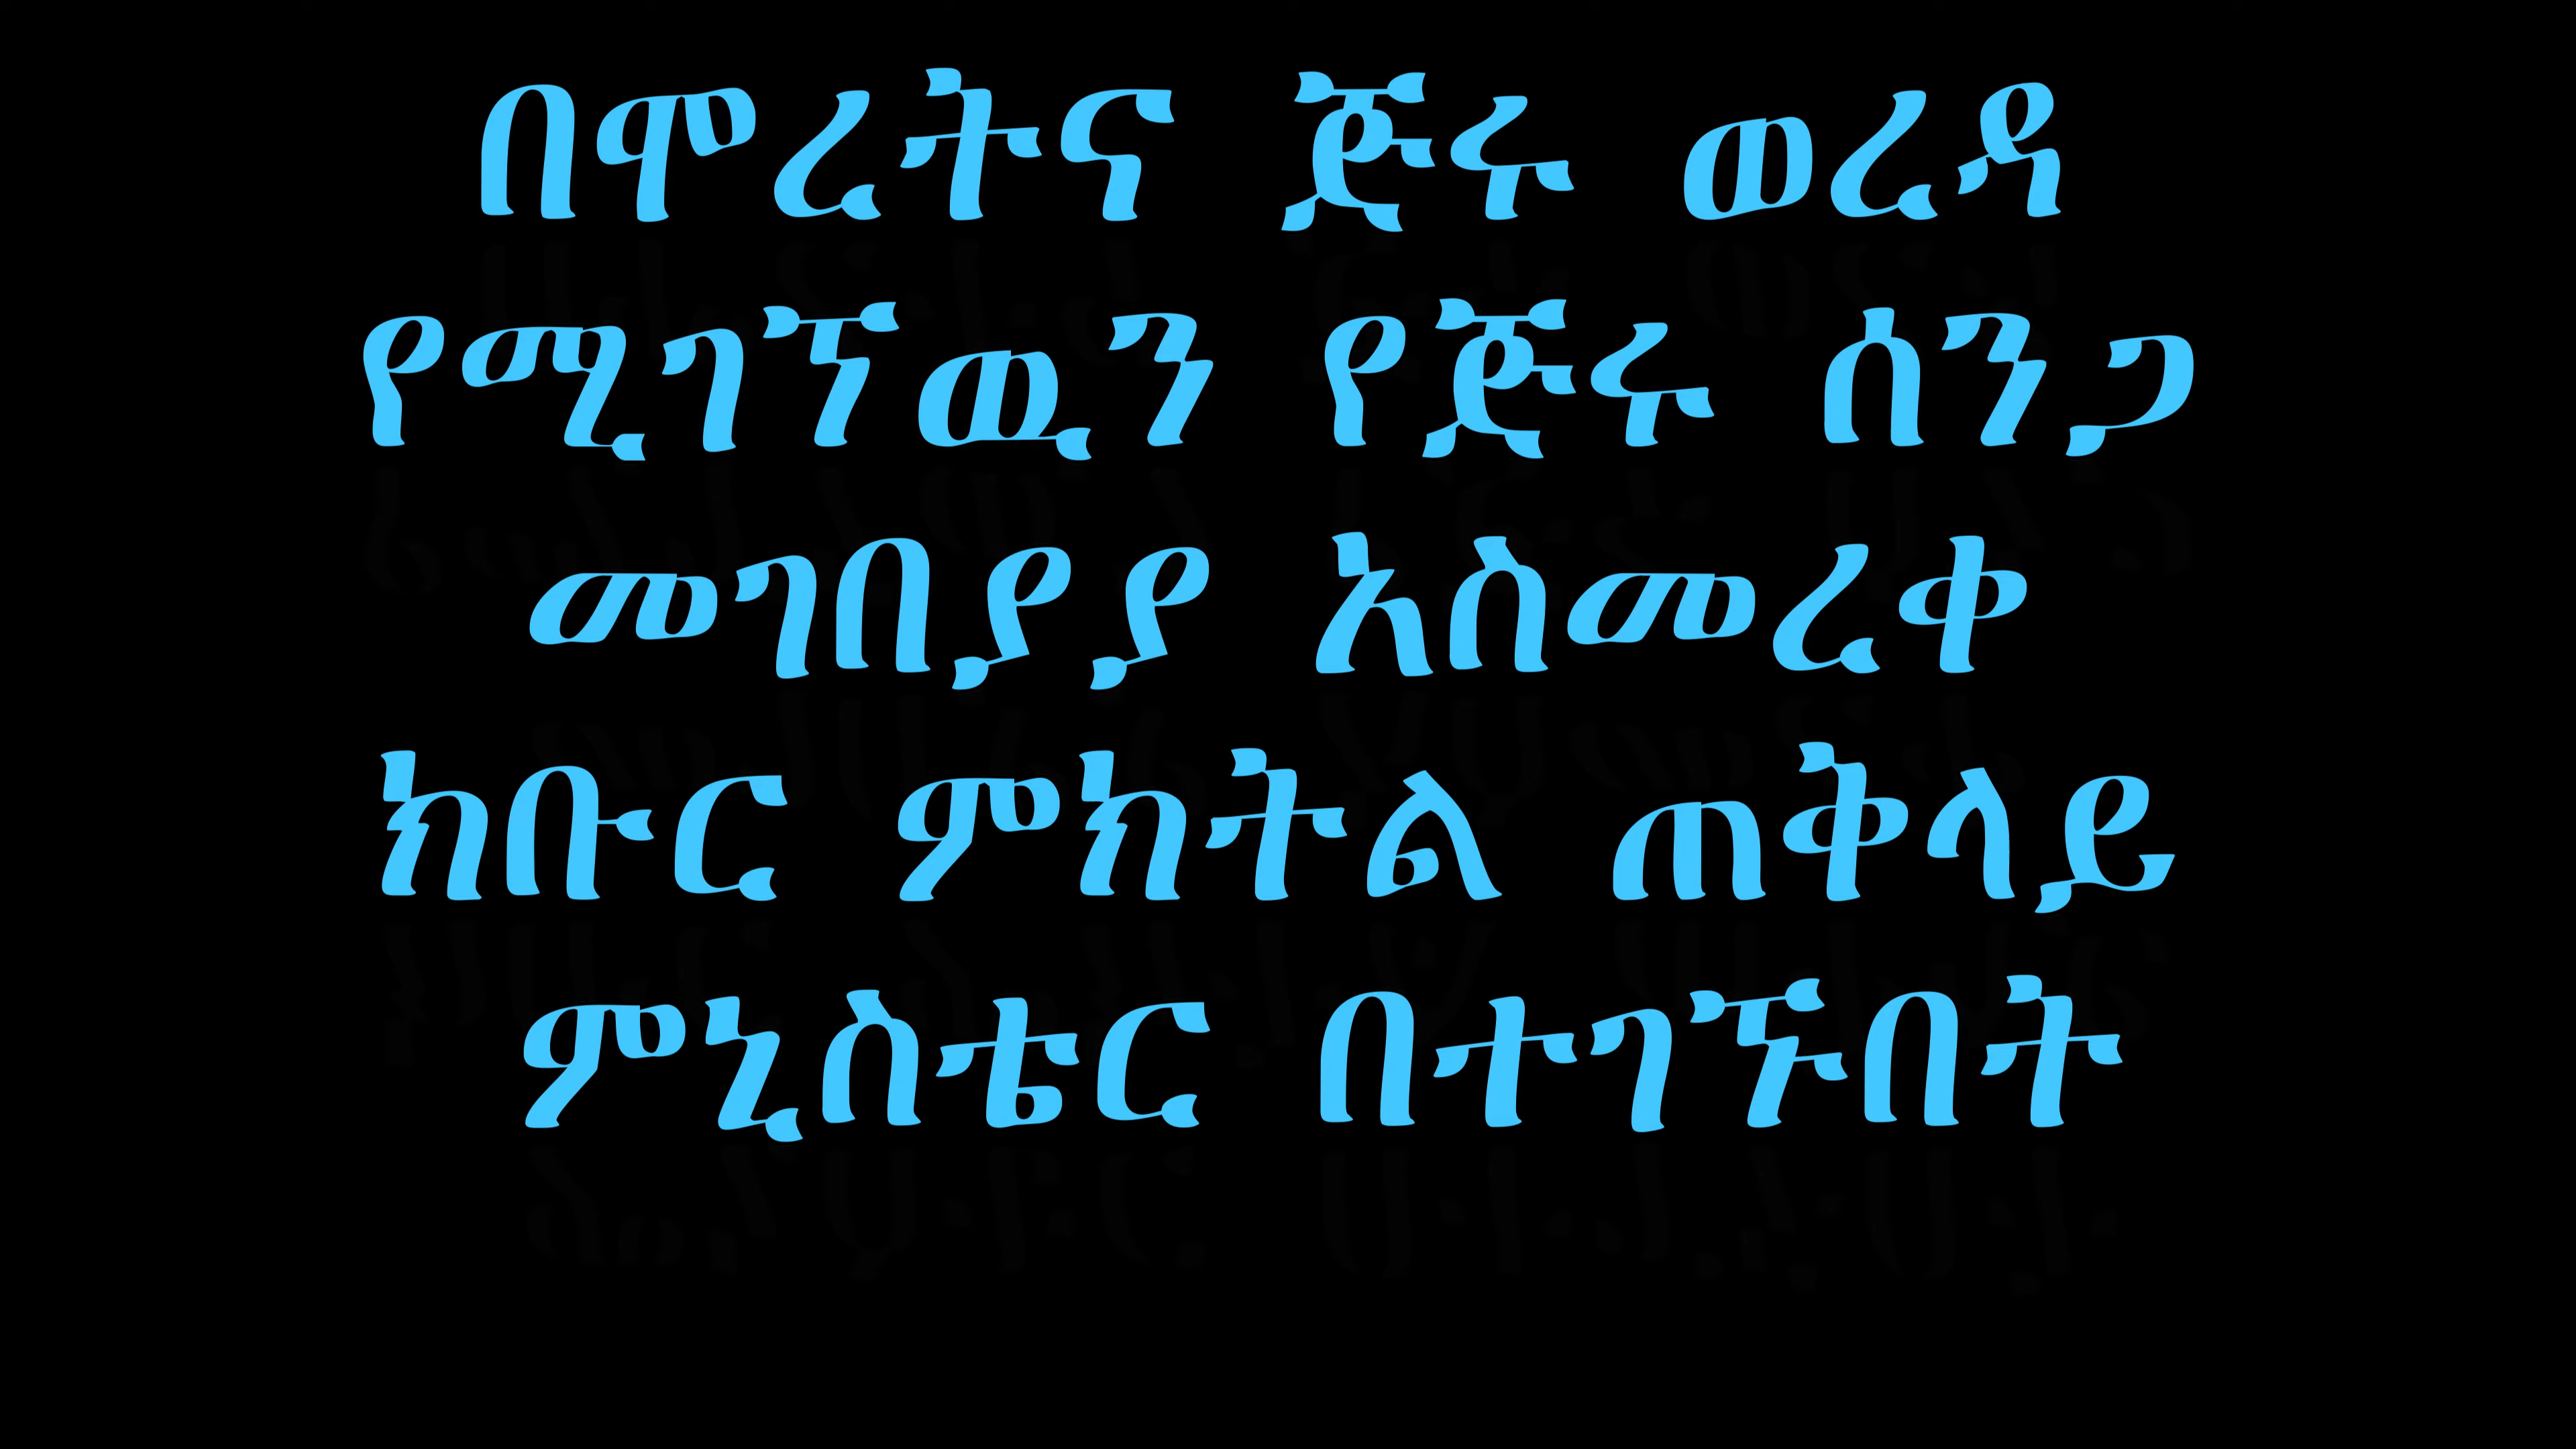 በሞረትና ጅሩ ወረዳ
የሚገኘዉን የጅሩ ሰንጋ
መገበያያ አስመረቀ
ክቡር ምክትል ጠቅላይ
ምኒስቴር በተገኙበት